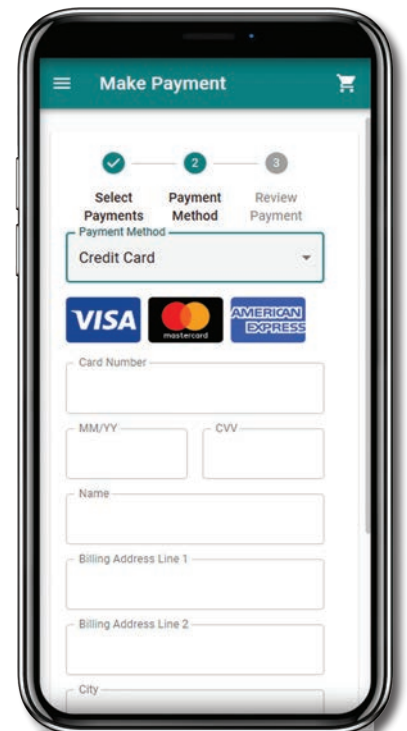 Make Payment
2
3
Select Payments
Payment Method
Review Payment
Payment Method
Credit Card
VISA
mastercard
AMERICAN EXPRESS
Card Number
MM/YY
CVV
Name
Billing Address Line 1
Billing Address Line 2
City